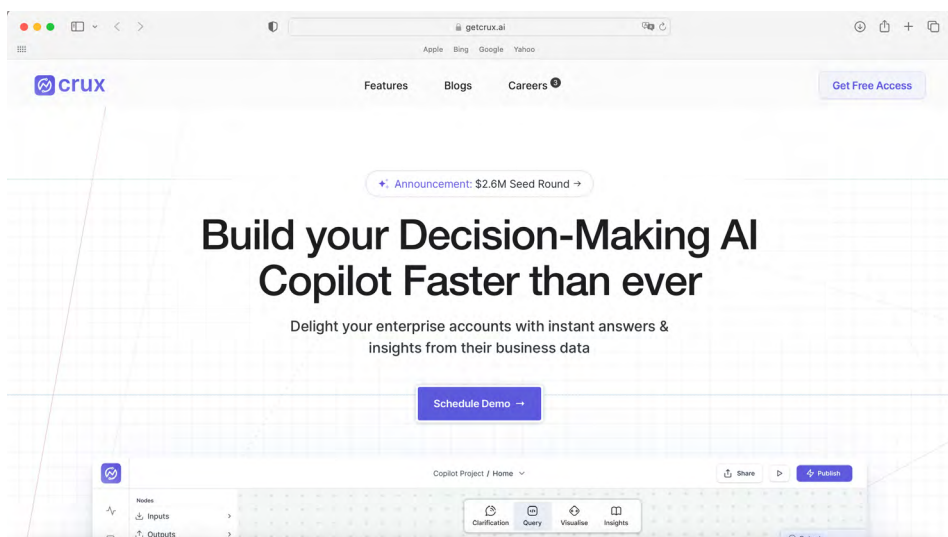 getcrux.ai
Apple Bing Google Yahoo
crux
Features Blogs Careers 3
Get Free Access
Announcement: $2.6M Seed Round →
Build your Decision-Making AI
Copilot Faster than ever
Delight your enterprise accounts with instant answers &
insights from their business data
Schedule Demo →
Copilot Project / Home
Share
Publish
Nodes
Inputs
Outputs
Clarification Query Visualise Insights